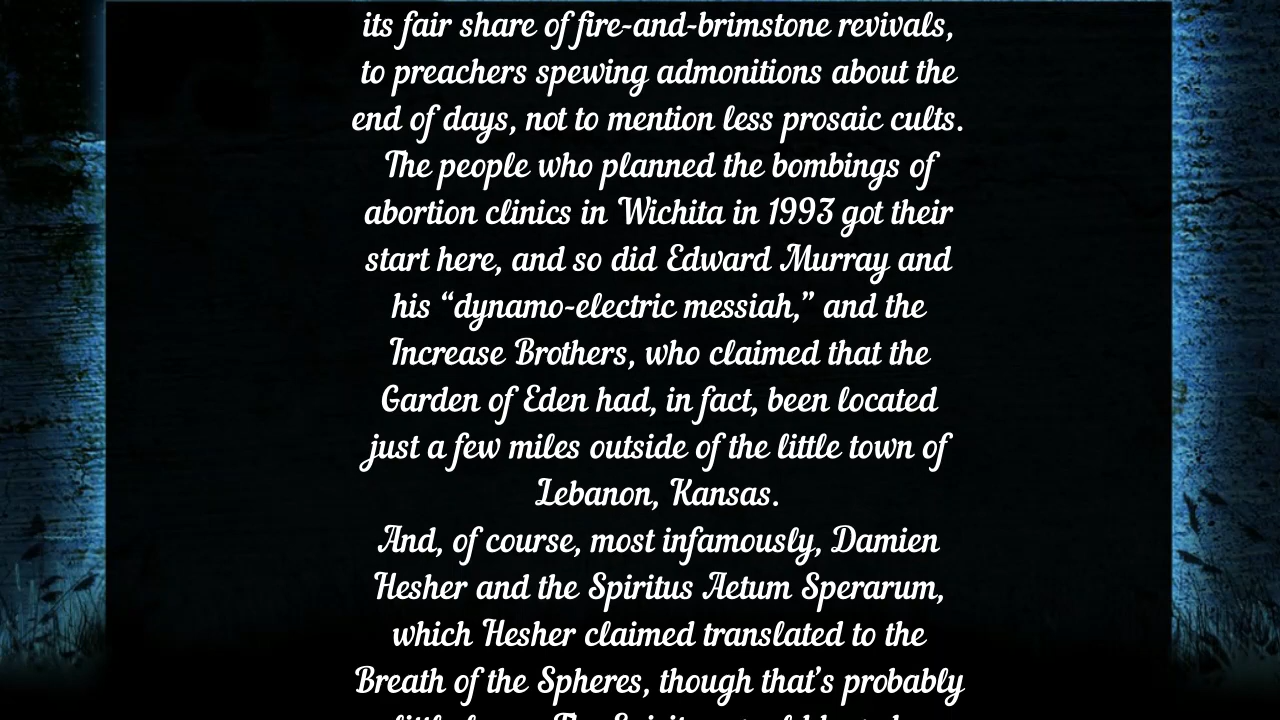 its fair share of fire-and-brimstone revivals,
to preachers spewing admonitions about the
end of days, not to mention less prosaic cults.
The people who planned the bombings of
abortion clinics in Wichita in 1993 got their
start here, and so did Edward Murray and
his “dynamo-electric messiah,” and the
Increase Brothers, who claimed that the
Garden of Eden had, in fact, been located
just a few miles outside of the little town of
Lebanon, Kansas.
And, of course, most infamously, Damien
Hesher and the Spiritus Aetum Sperarum,
which Hesher claimed translated to the
Breath of the Spheres, though that’s probably